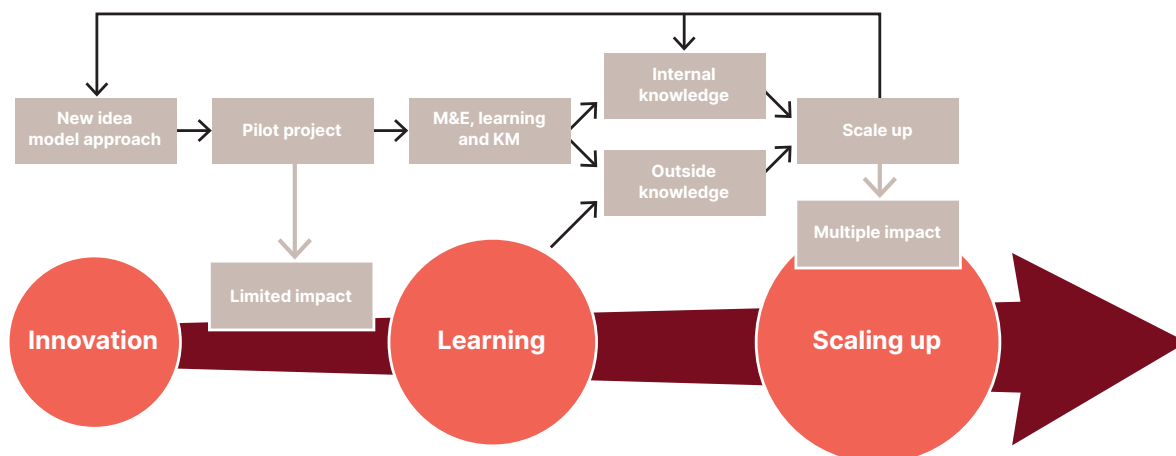 New idea
model approach
Pilot project
M&E, learning
and KM
Internal
knowledge
Outside
knowledge
Scale up
Limited impact
Multiple impact
Innovation
Learning
Scaling up